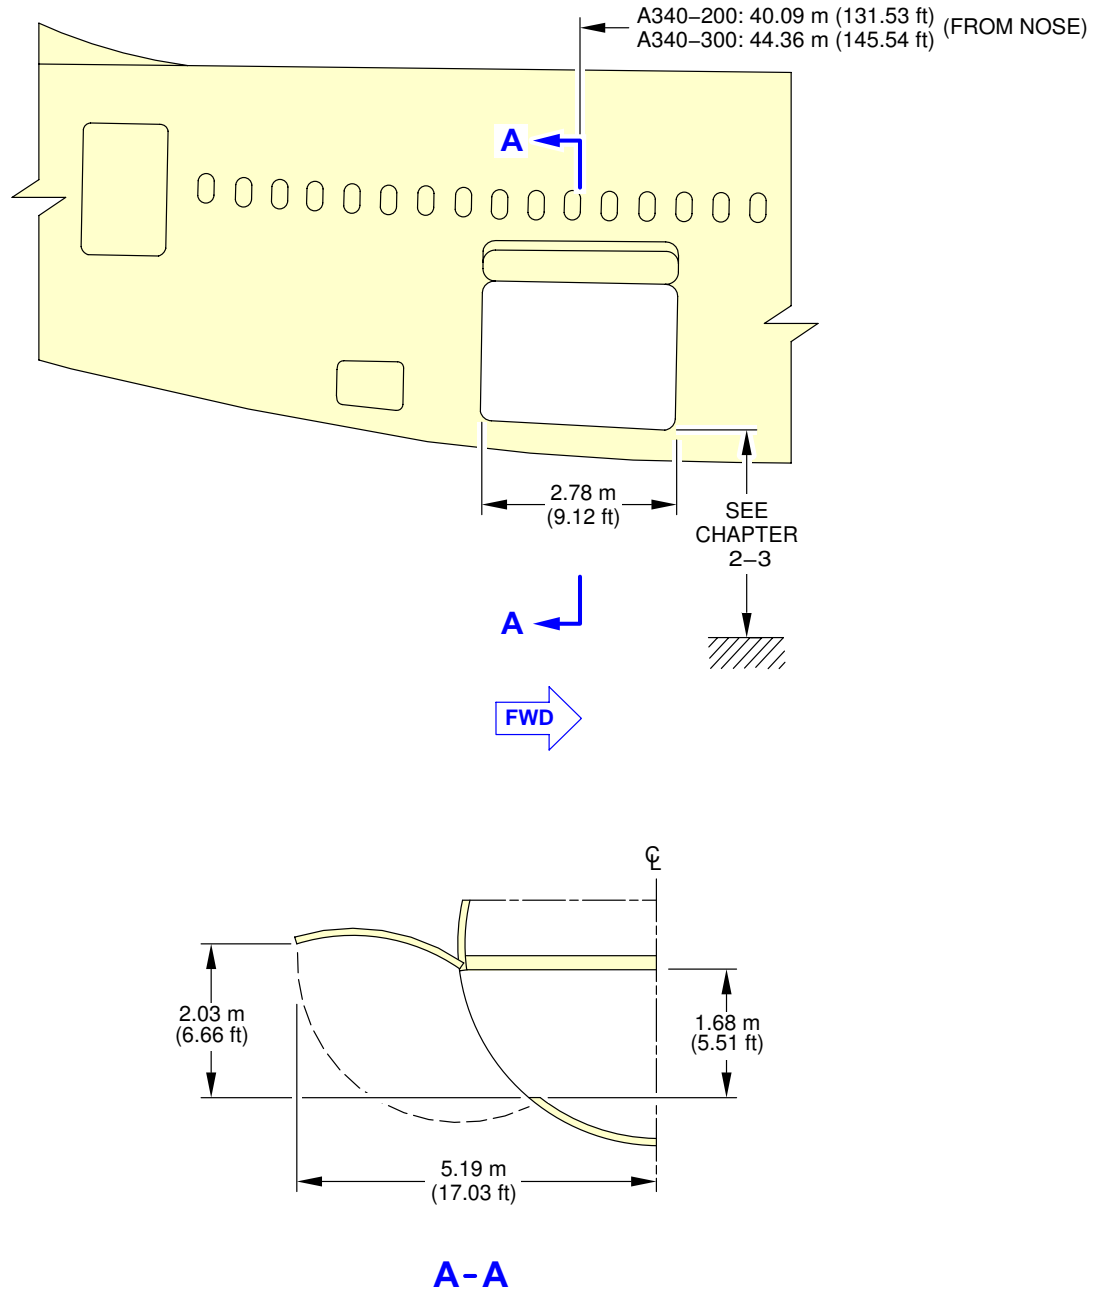 A340−200: 40.09 m (131.53 ft)
A340−300: 44.36 m (145.54 ft)
(FROM NOSE)
A
2.78 m
(9.12 ft)
SEE
CHAPTER
2−3
A
FWD
℄
2.03 m
(6.66 ft)
1.68 m
(5.51 ft)
5.19 m
(17.03 ft)
A−A